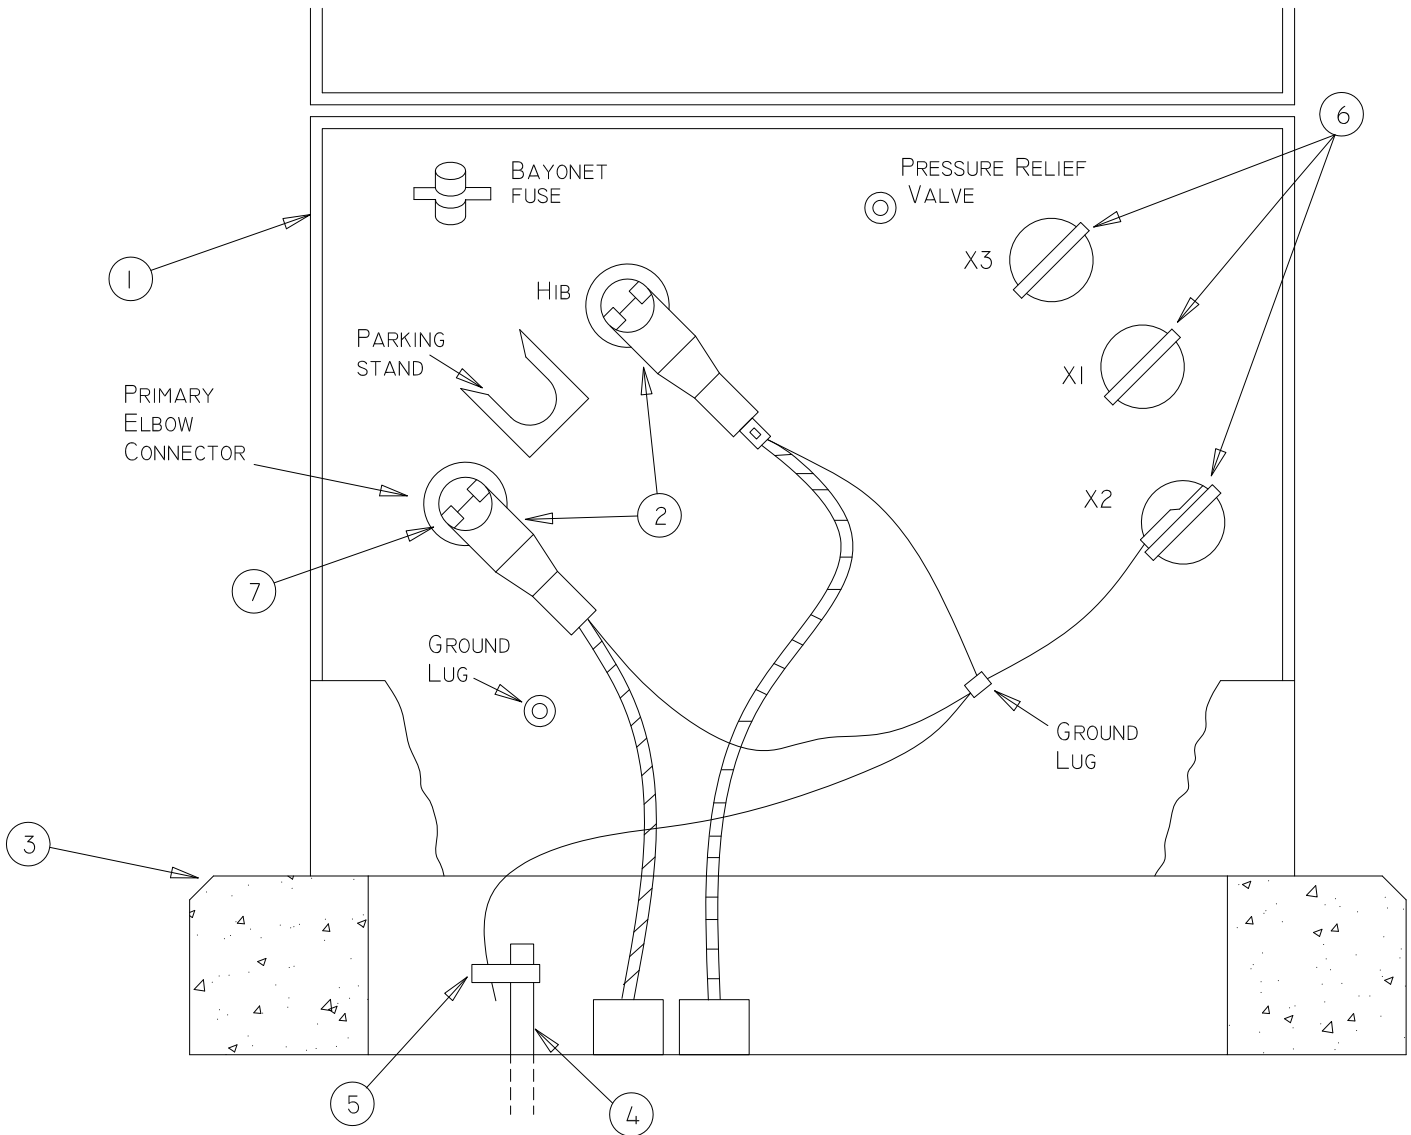 BAYONET
FUSE
PRESSURE RELIEF
VALVE
6
X3
1
HIB
PARKING
STAND
X1
PRIMARY
ELBOW
CONNECTOR
X2
2
7
GROUND
LUG
GROUND
LUG
3
5
4